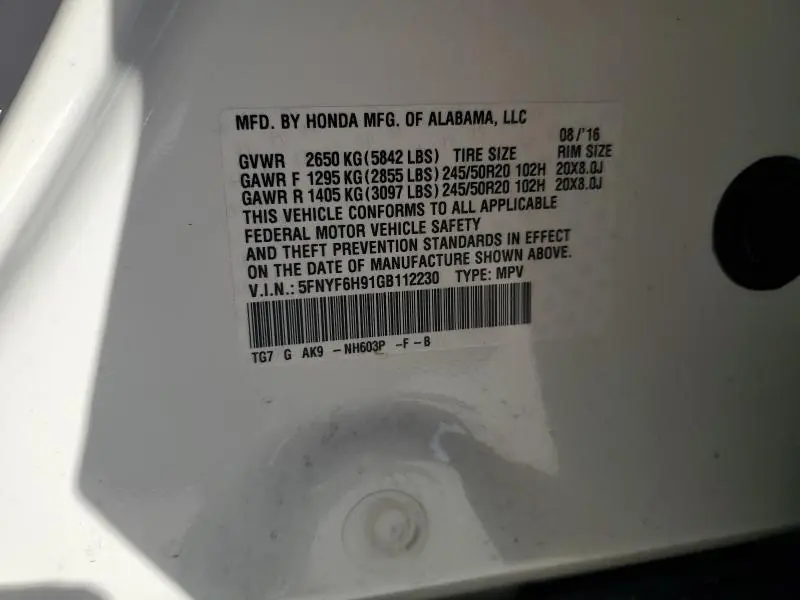 MFD. BY HONDA MFG. OF ALABAMA, LLC
08/'16
GVWR 2650 KG(5842 LBS) TIRE SIZE RIM SIZE
GAWR F 1295 KG(2855 LBS)245/50R20 102H 20X8.0J
GAWR R 1405 KG(3097 LBS)245/50R20 102H 20X8.0J
THIS VEHICLE CONFORMS TO ALL APPLICABLE
FEDERAL MOTOR VEHICLE SAFETY
AND THEFT PREVENTION STANDARDS IN EFFECT
ON THE DATE OF MANUFACTURE SHOWN ABOVE.
V.I.N.: 5FNYF6H91GB112230 TYPE: MPV
TG7 G AK9 -NH603P -F-B